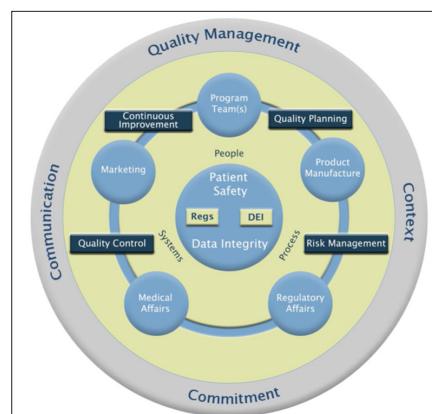 Quality Management
Program
Team(s)
Continuous
Improvement
Quality Planning
People
Marketing
Product
Manufacture
Patient
Safety
Regs
DEI
Data Integrity
Communication
Context
Quality Control
Systems
Process
Risk Management
Medical
Affairs
Regulatory
Affairs
Commitment